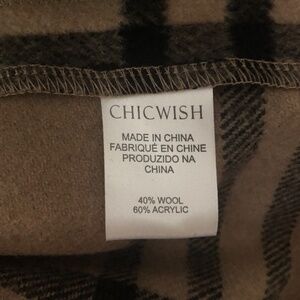 CHICWISH
MADE IN CHINA
FABRIQUÉ EN CHINE
PRODUZIDO NA
CHINA
40% WOOL
60% ACRYLIC